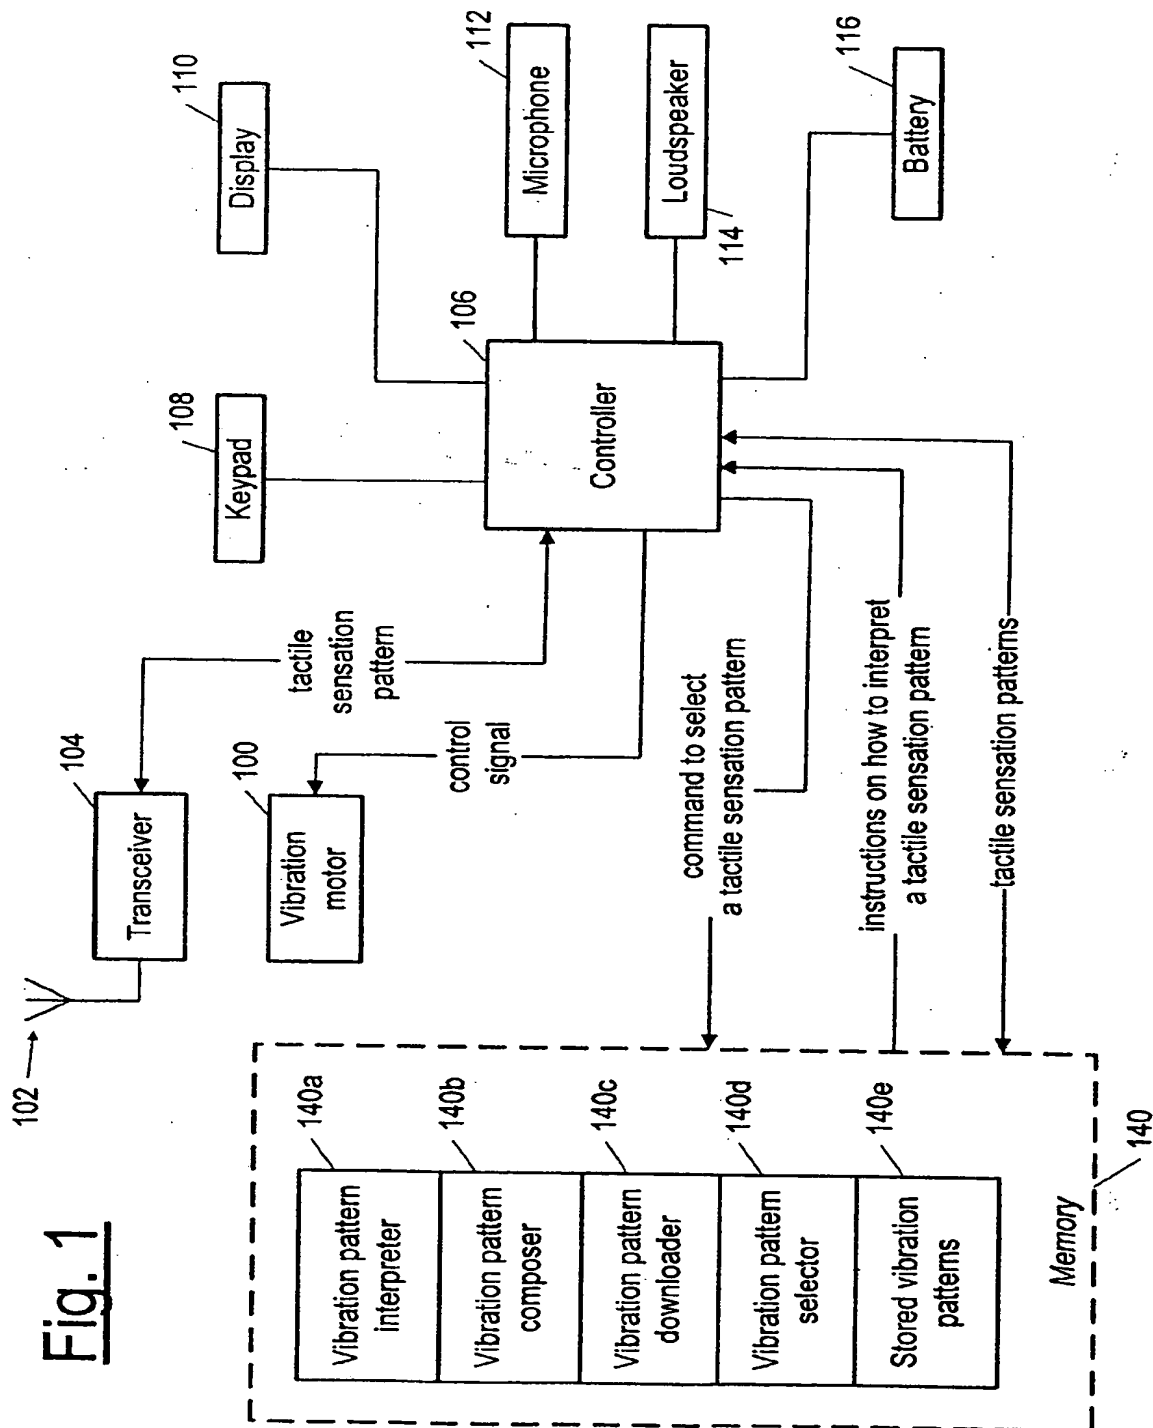 Fig. 1
102
104
Transceiver
100
Vibration
motor
tactile
sensation
pattern
control
signal
108
Keypad
110
Display
106
Controller
112
Microphone
Loudspeaker
114
116
Battery
command to select
a tactile sensation pattern
instructions on how to interpret
a tactile sensation pattern
tactile sensation patterns
140a
Vibration pattern
interpreter
140b
Vibration pattern
composer
140c
Vibration pattern
downloader
140d
Vibration pattern
selector
140e
Stored vibration
patterns
Memory
140